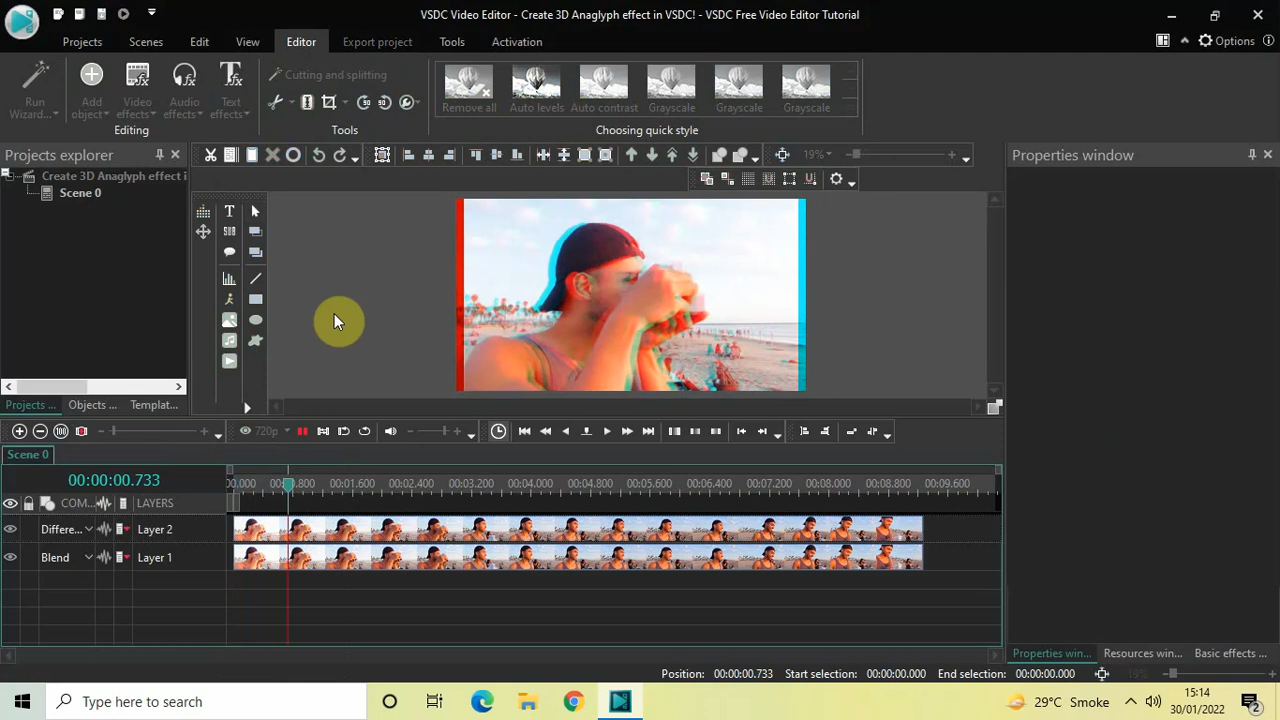 VSDC Video Editor - Create 3D Anaglyph effect in VSDC! - VSDC Free Video Editor Tutorial
Projects Scenes Edit View Editor Export project Tools Activation Options
Run Wizard... Add object Video effects Audio effects Text effects
Editing
Cutting and splitting
Tools
Remove all Auto levels Auto contrast Grayscale Grayscale Grayscale
Choosing quick style
Projects explorer
19%
Properties window
Create 3D Anaglyph effect i
Scene 0
Projects ... Objects ... Templat...
720p
Scene 0
00:00:00.733
0.000 00:00.800 00:01.600 00:02.400 00:03.200 00:04.000 00:04.800 00:05.600 00:06.400 00:07.200 00:08.000 00:08.800 00:09.600
COM... LAYERS
Differe... Layer 2
Blend Layer 1
Properties win... Resources win... Basic effects ...
Position: 00:00:00.733 Start selection: 00:00:00.000 End selection: 00:00:00.000
Type here to search
29°C Smoke
15:14
30/01/2022
2